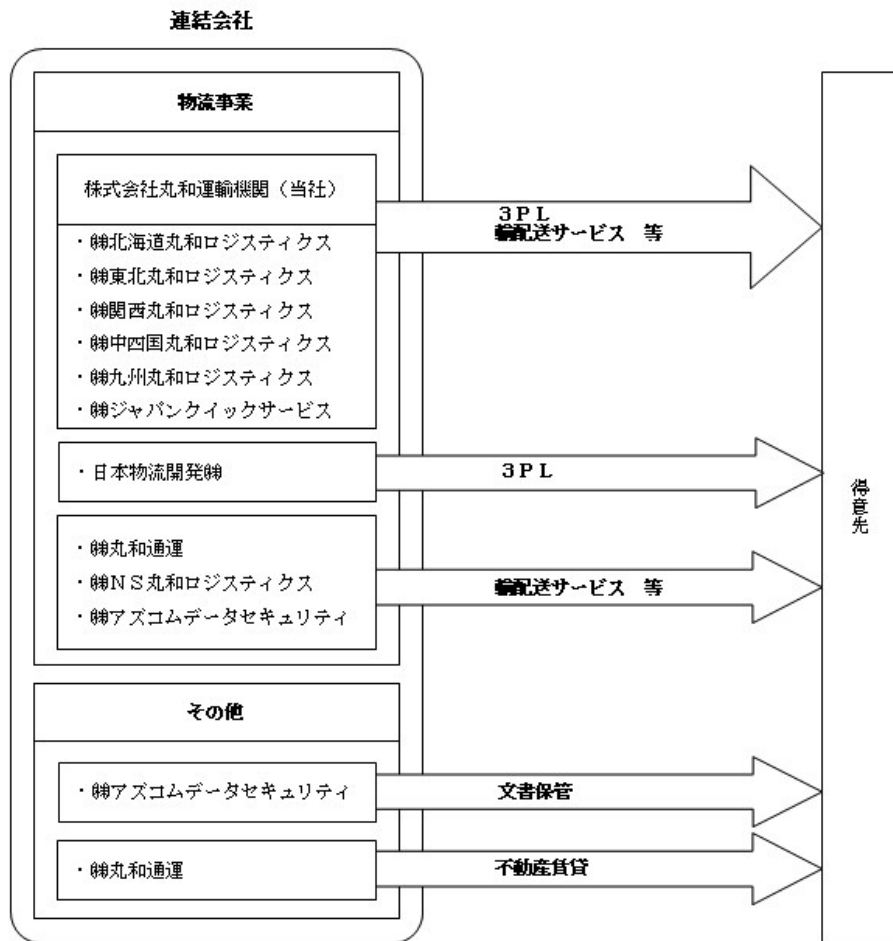 連結会社
物流事業
株式会社丸和運輸機関（当社）
・㈱北海道丸和ロジスティクス
・㈱東北丸和ロジスティクス
・㈱関西丸和ロジスティクス
・㈱中四国丸和ロジスティクス
・㈱九州丸和ロジスティクス
・㈱ジャパンクイックサービス
３ＰＬ
輸配送サービス　等
・日本物流開発㈱
３ＰＬ
・㈱丸和通運
・㈱ＮＳ丸和ロジスティクス
・㈱アズコムデータセキュリティ
輸配送サービス　等
その他
・㈱アズコムデータセキュリティ
文書保管
・㈱丸和通運
不動産賃貸
得意先